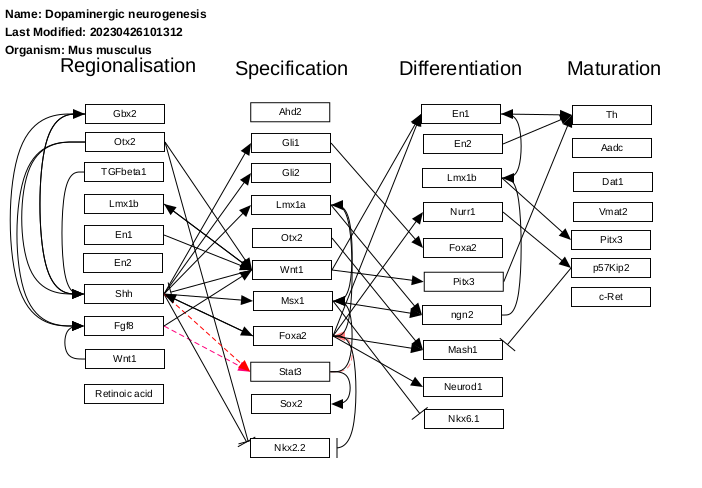 Name: Dopaminergic neurogenesis
Last Modified: 20230426101312
Organism: Mus musculus
Regionalisation
Specification
Differentiation
Maturation
Gbx2
Otx2
TGFbeta1
Lmx1b
En1
En2
Shh
Fgf8
Wnt1
Retinoic acid
Ahd2
Gli1
Gli2
Lmx1a
Otx2
Wnt1
Msx1
Foxa2
Stat3
Sox2
Nkx2.2
En1
En2
Lmx1b
Nurr1
Foxa2
Pitx3
ngn2
Mash1
Neurod1
Nkx6.1
Th
Aadc
Dat1
Vmat2
Pitx3
p57Kip2
c-Ret